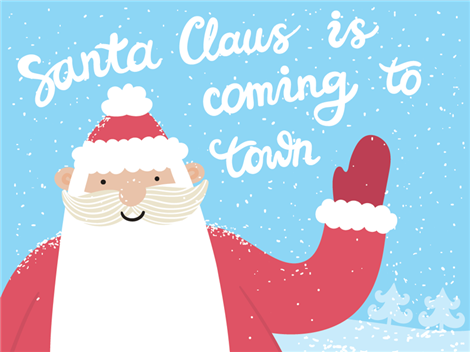 Santa Claus is
coming to
town